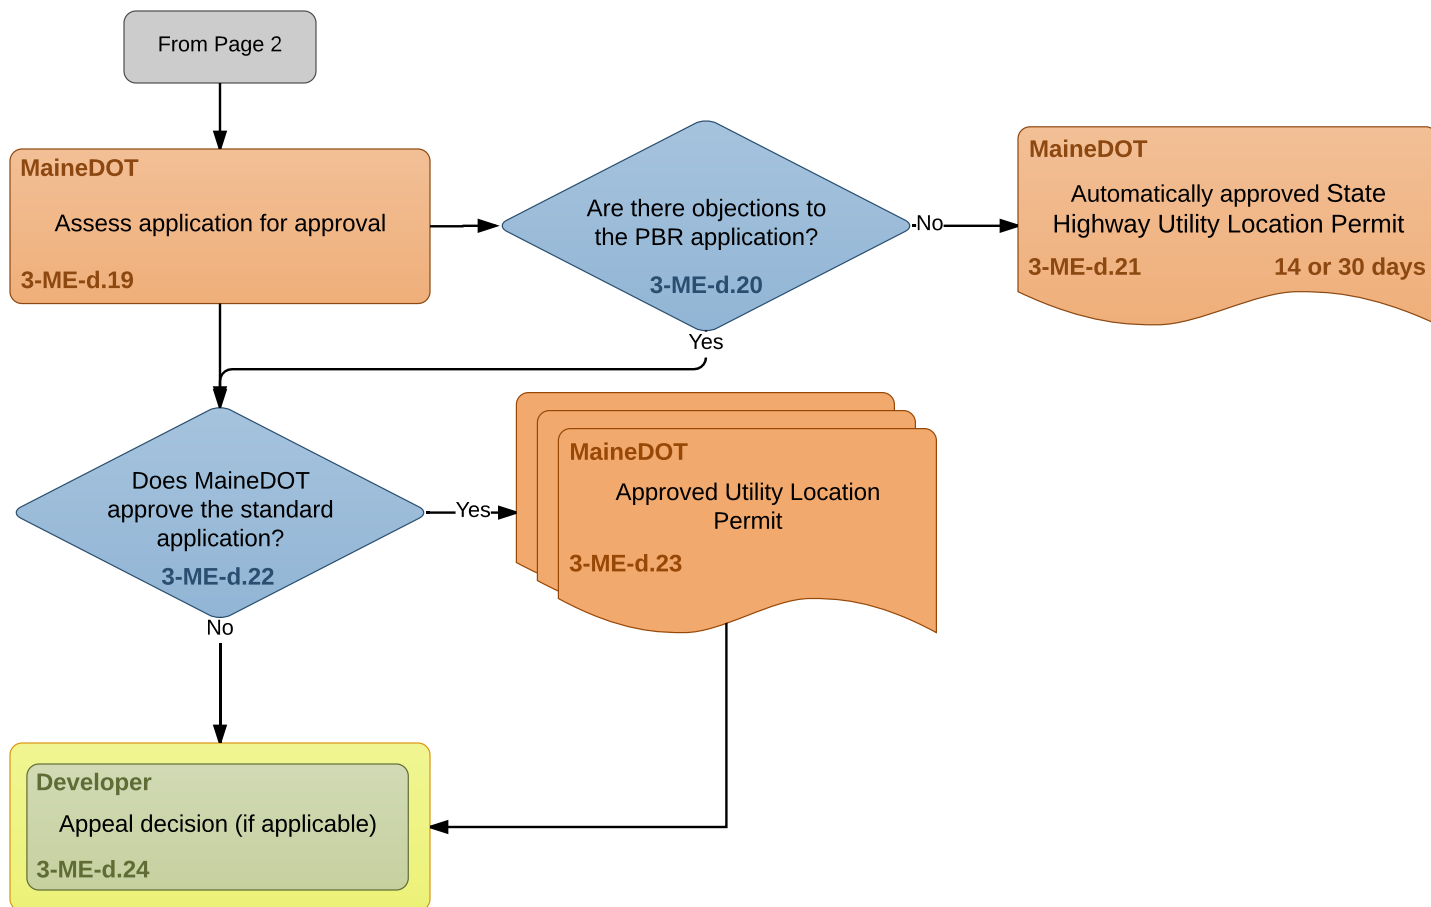 From Page 2
MaineDOT
Assess application for approval
3-ME-d.19
Are there objections to
the PBR application?
3-ME-d.20
No
MaineDOT
Automatically approved State
Highway Utility Location Permit
3-ME-d.21 14 or 30 days
Yes
Does MaineDOT
approve the standard
application?
3-ME-d.22
Yes
MaineDOT
Approved Utility Location
Permit
3-ME-d.23
No
Developer
Appeal decision (if applicable)
3-ME-d.24